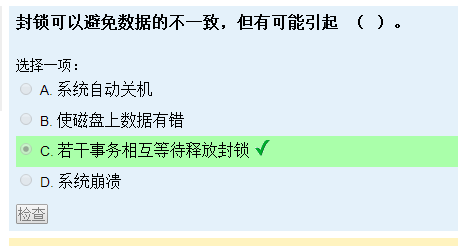 封锁可以避免数据的不一致，但有可能引起 （ ）。
选择一项：
A. 系统自动关机
B. 使磁盘上数据有错
C. 若干事务相互等待释放封锁
D. 系统崩溃
检查